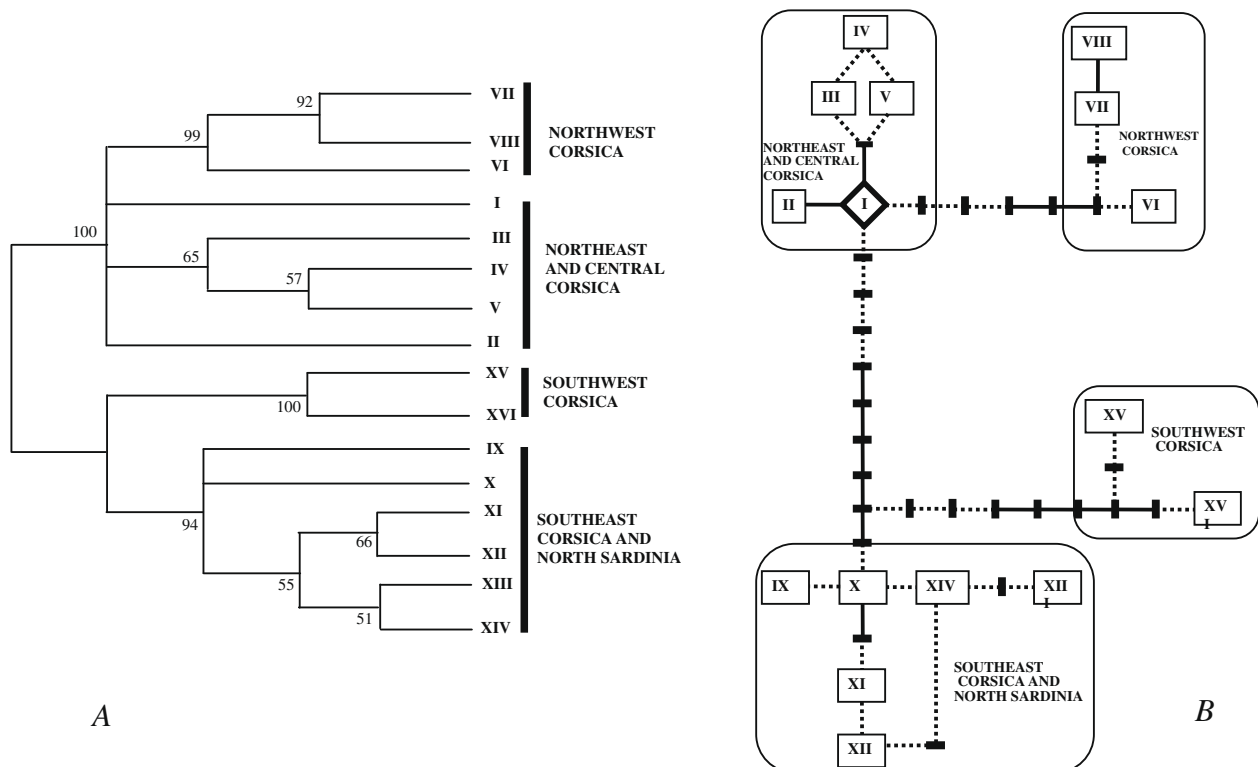 VII
92
99
VIII
NORTHWEST
CORSICA
VI
I
100
III
65
NORTHEAST
AND CENTRAL
CORSICA
57
IV
V
II
XV
SOUTHWEST
CORSICA
100
XVI
IX
X
94
XI
SOUTHEAST
CORSICA AND
NORTH SARDINIA
66
XII
55
XIII
51
XIV
A
IV
III
V
NORTHEAST
AND CENTRAL
CORSICA
II
I
VIII
VII
NORTHWEST
CORSICA
VI
XV
SOUTHWEST
CORSICA
XV
I
IX
X
XIV
XII
I
XI
SOUTHEAST
CORSICA AND
NORTH SARDINIA
XII
B